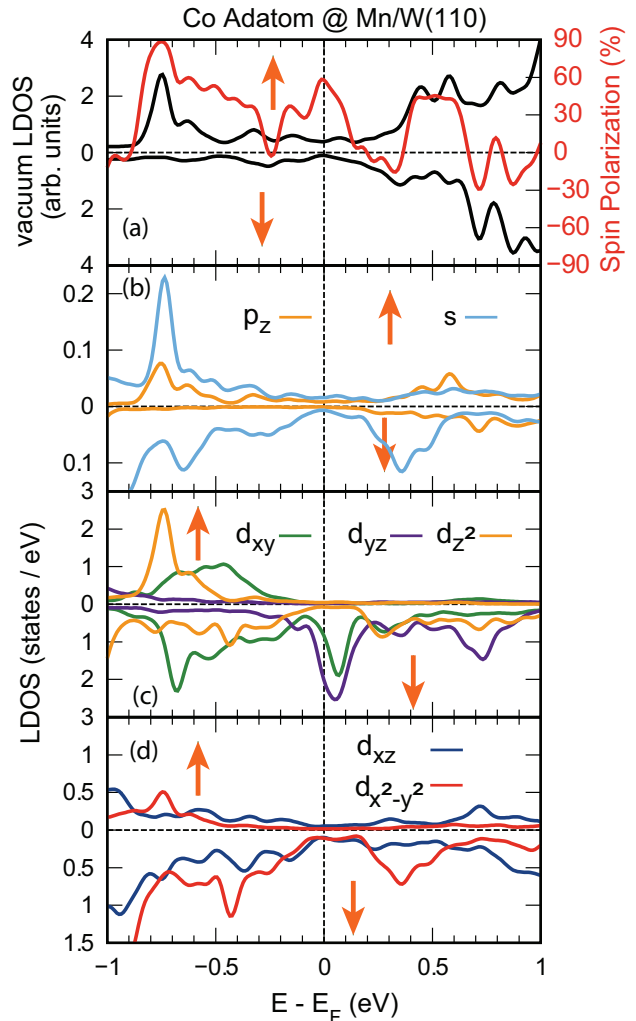 Co Adatom @ Mn/W(110)
4
2
0
2
4
vacuum LDOS
(arb. units)
90
60
30
0
−30
−60
−90
Spin Polarization (%)
(a)
(b)
p_z
s
0.2
0.1
0
0.1
3
(c)
d_xy
d_yz
d_z²
2
1
0
1
2
3
LDOS (states / eV)
(d)
d_xz
d_x²-y²
1
0.5
0
0.5
1
1.5
−1
−0.5
0
0.5
1
E - E_F (eV)